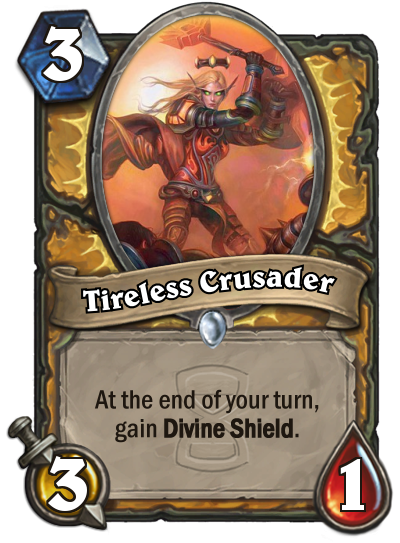 3
Tireless Crusader
At the end of your turn,
gain Divine Shield.
3
1